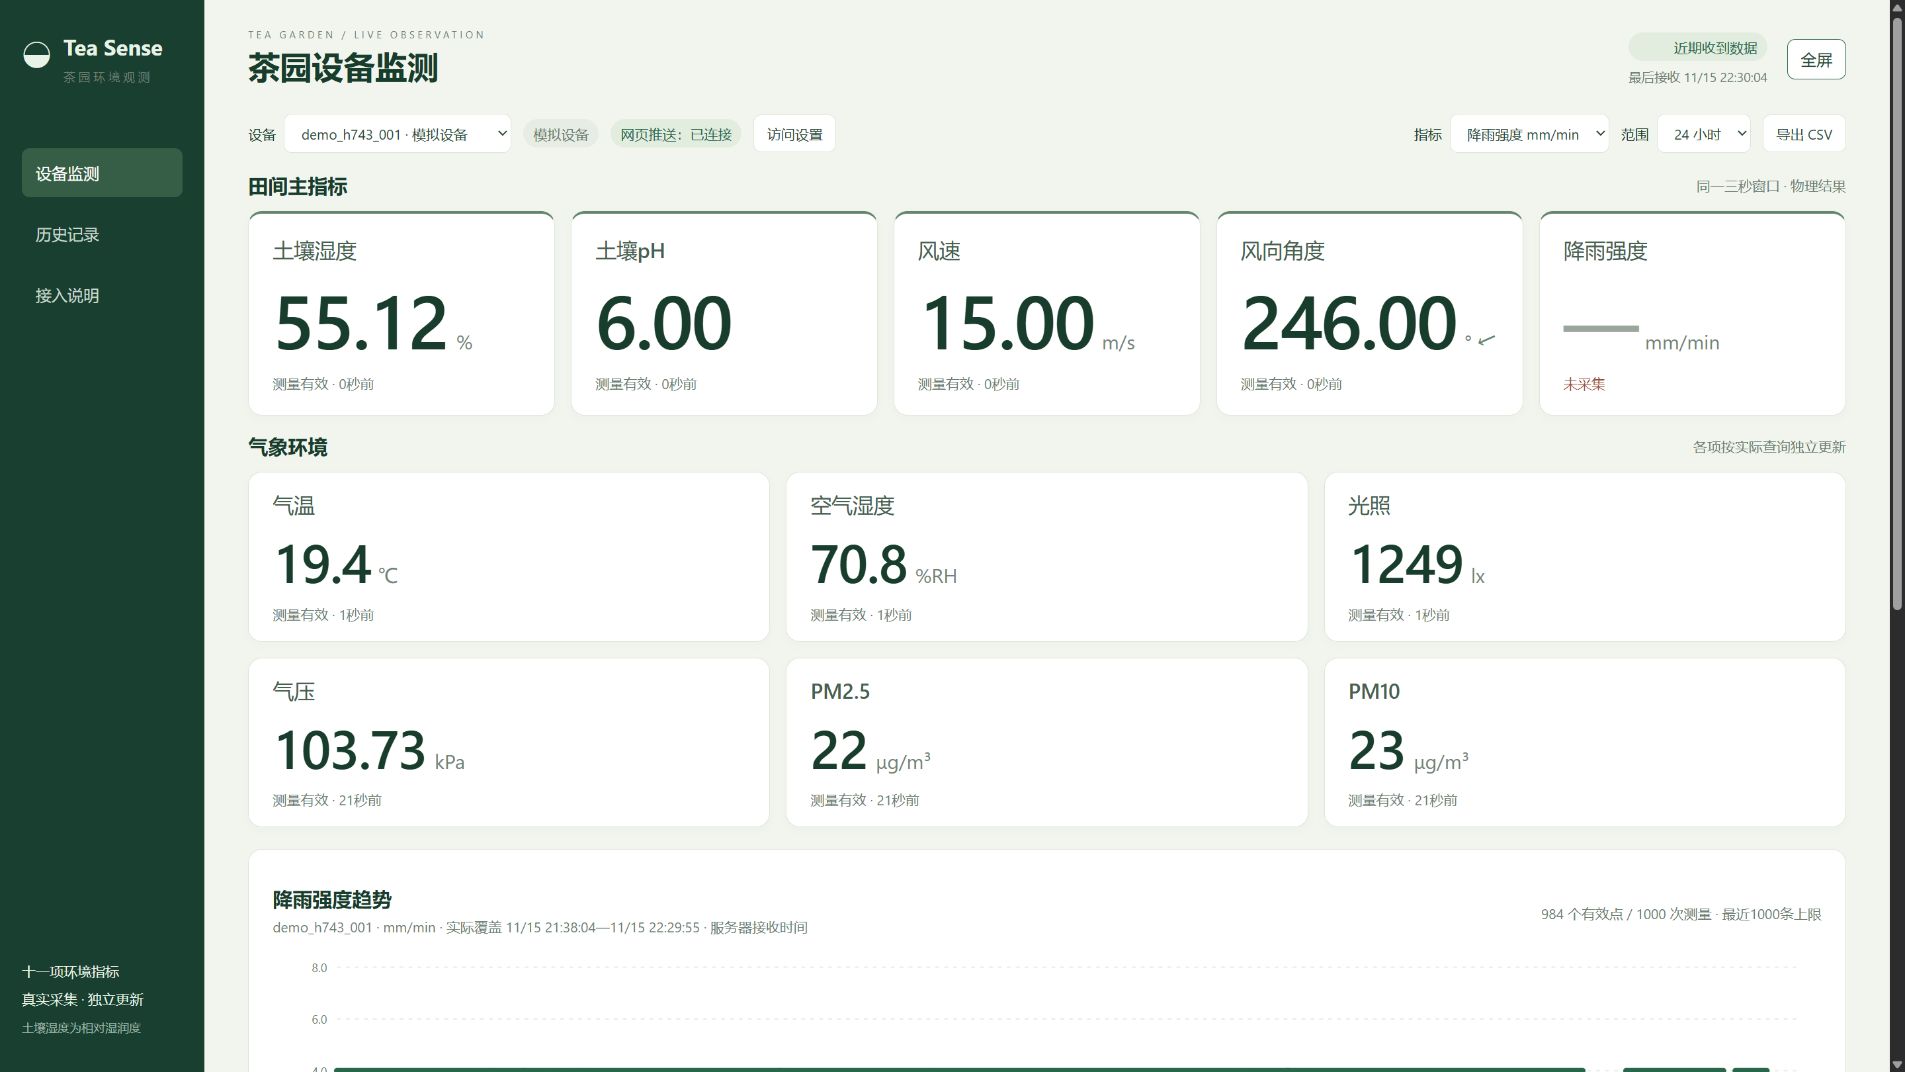 Tea Sense
茶园环境观测
设备监测
历史记录
接入说明
十一项环境指标
真实采集 · 独立更新
土壤湿度为相对湿润度
TEA GARDEN / LIVE OBSERVATION
茶园设备监测
近期收到数据
最后接收 11/15 22:30:04
全屏
设备 demo_h743_001 · 模拟设备 模拟设备 网页推送：已连接 访问设置 指标 降雨强度 mm/min 范围 24 小时 导出 CSV
田间主指标 同一三秒窗口 · 物理结果
土壤湿度
55.12 %
测量有效 · 0秒前
土壤pH
6.00
测量有效 · 0秒前
风速
15.00 m/s
测量有效 · 0秒前
风向角度
246.00 °
测量有效 · 0秒前
降雨强度
— mm/min
未采集
气象环境 各项按实际查询独立更新
气温
19.4 ℃
测量有效 · 1秒前
空气湿度
70.8 %RH
测量有效 · 1秒前
光照
1249 lx
测量有效 · 1秒前
气压
103.73 kPa
测量有效 · 21秒前
PM2.5
22 µg/m³
测量有效 · 21秒前
PM10
23 µg/m³
测量有效 · 21秒前
降雨强度趋势
demo_h743_001 · mm/min · 实际覆盖 11/15 21:38:04—11/15 22:29:55 · 服务器接收时间
984 个有效点 / 1000 次测量 · 最近1000条上限
8.0
6.0
4.0